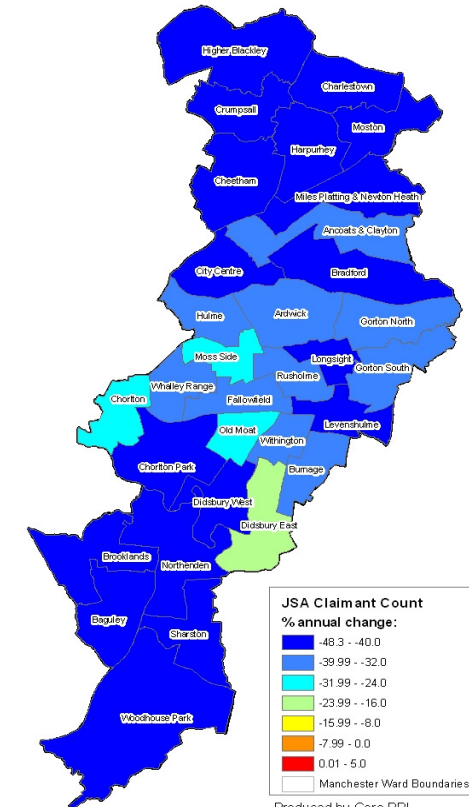 Higher Blackley
Charlestown
Crumpsall
Moston
Harpurhey
Cheetham
Miles Platting & Newton Heath
Ancoats & Clayton
City Centre
Bradford
Hulme
Ardwick
Gorton North
Moss Side
Longsight
Gorton South
Rusholme
Whalley Range
Chorlton
Fallowfield
Levenshulme
Old Moat
Withington
Chorlton Park
Burnage
Didsbury West
Didsbury East
Brooklands
Northenden
Baguley
Sharston
Woodhouse Park
JSA Claimant Count
% annual change:
-48.3 - -40.0
-39.99 - -32.0
-31.99 - -24.0
-23.99 - -16.0
-15.99 - -8.0
-7.99 - 0.0
0.01 - 5.0
Manchester Ward Boundaries
Produced by Core PRI